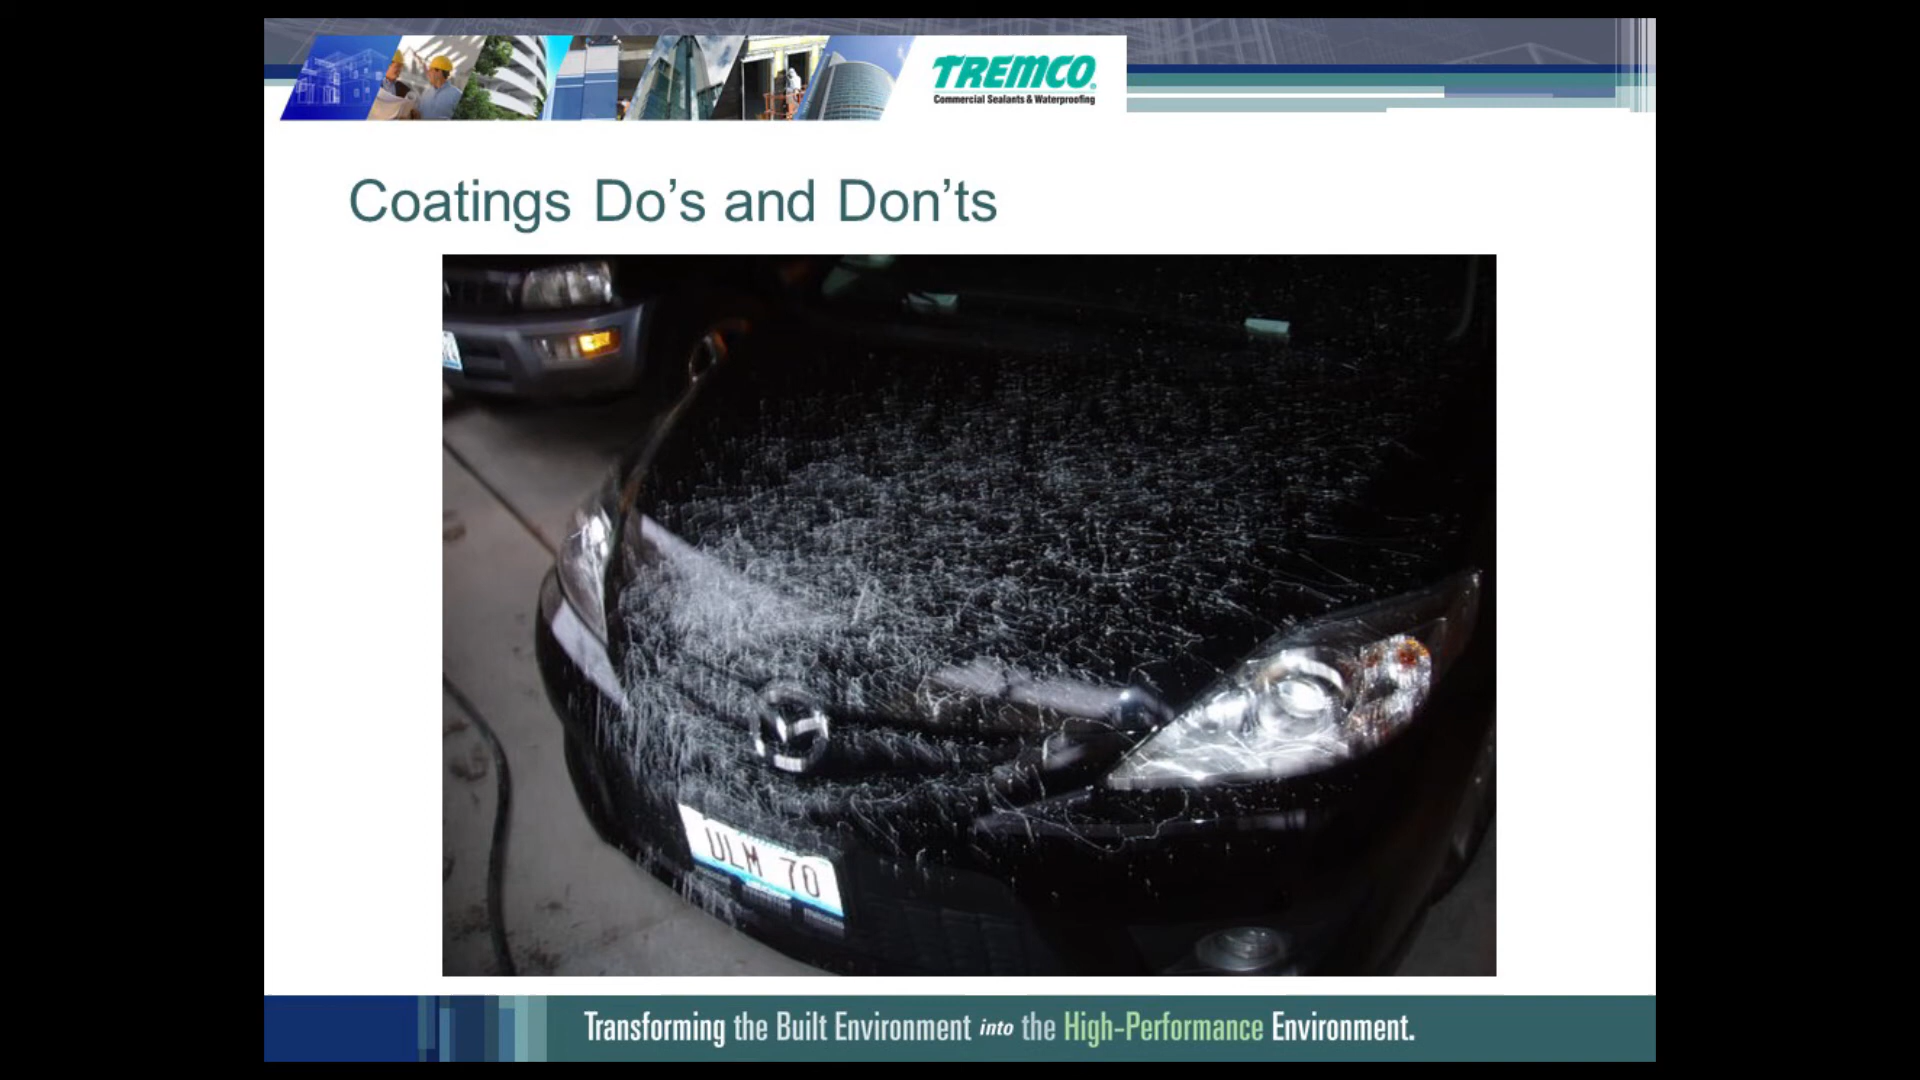 TREMCO®
Commercial Sealants & Waterproofing
Coatings Do's and Don'ts
ULM 70
Transforming the Built Environment into the High-Performance Environment.